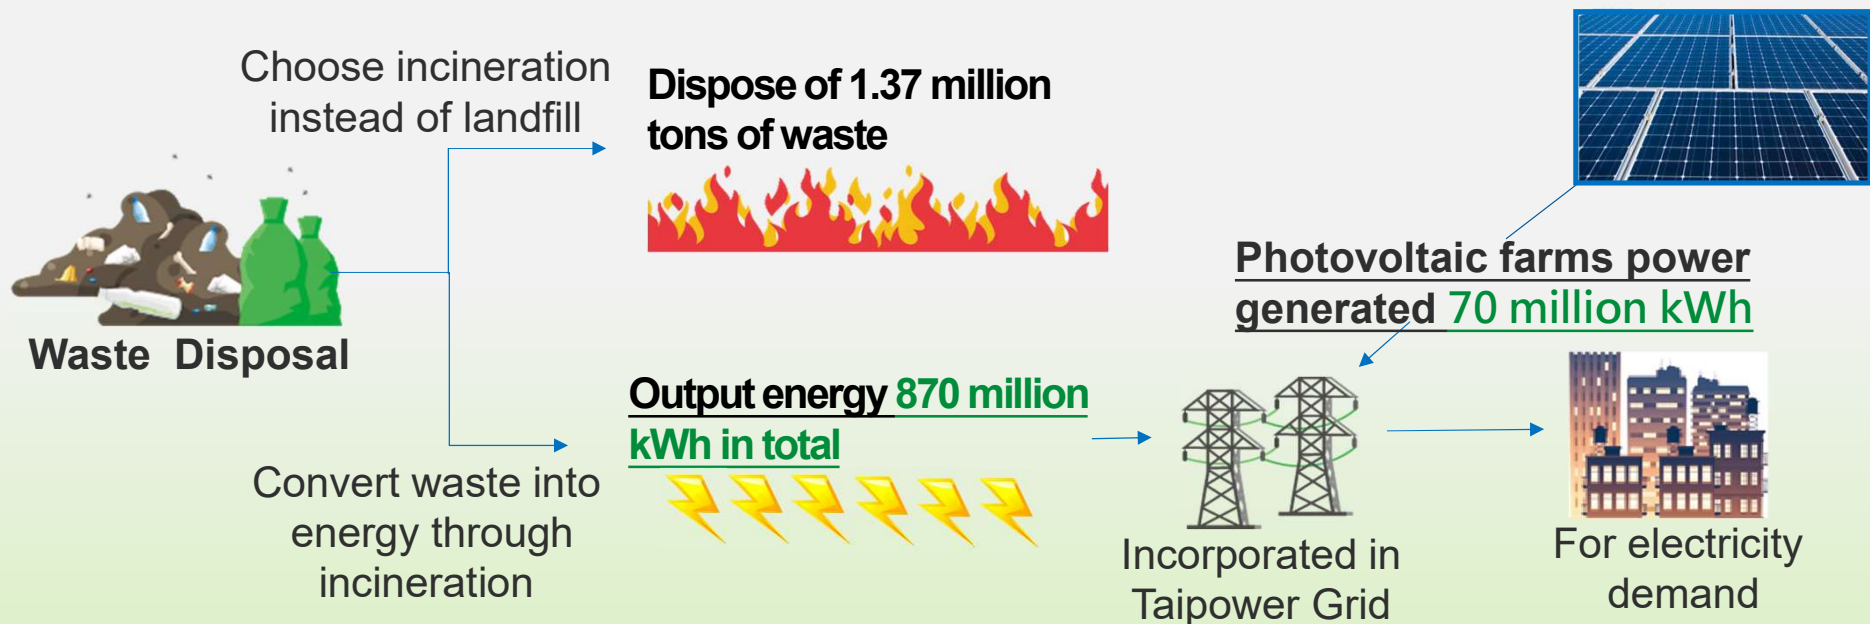 Choose incineration
instead of landfill
Dispose of 1.37 million
tons of waste
Waste Disposal
Photovoltaic farms power
generated 70 million kWh
Output energy 870 million
kWh in total
Convert waste into
energy through
incineration
Incorporated in
Taipower Grid
For electricity
demand